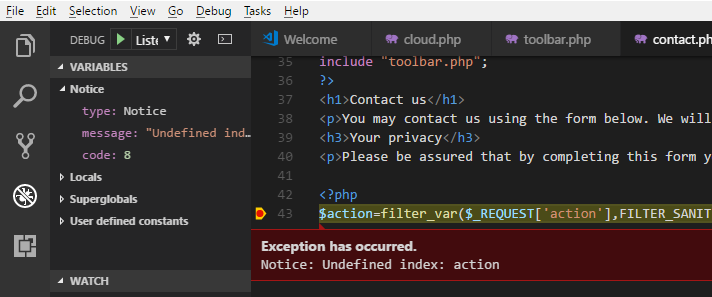 File Edit Selection View Go Debug Tasks Help
DEBUG Liste
Welcome cloud.php toolbar.php contact.ph
VARIABLES
Notice
type: Notice
message: "Undefined ind…
code: 8
Locals
Superglobals
User defined constants
WATCH
35 include "toolbar.php";
36 ?>
37 <h1>Contact us</h1>
38 <p>You may contact us using the form below. We will
39 <h3>Your privacy</h3>
40 <p>Please be assured that by completing this form y
41
42 <?php
43 $action=filter_var($_REQUEST['action'],FILTER_SANIT
Exception has occurred.
Notice: Undefined index: action